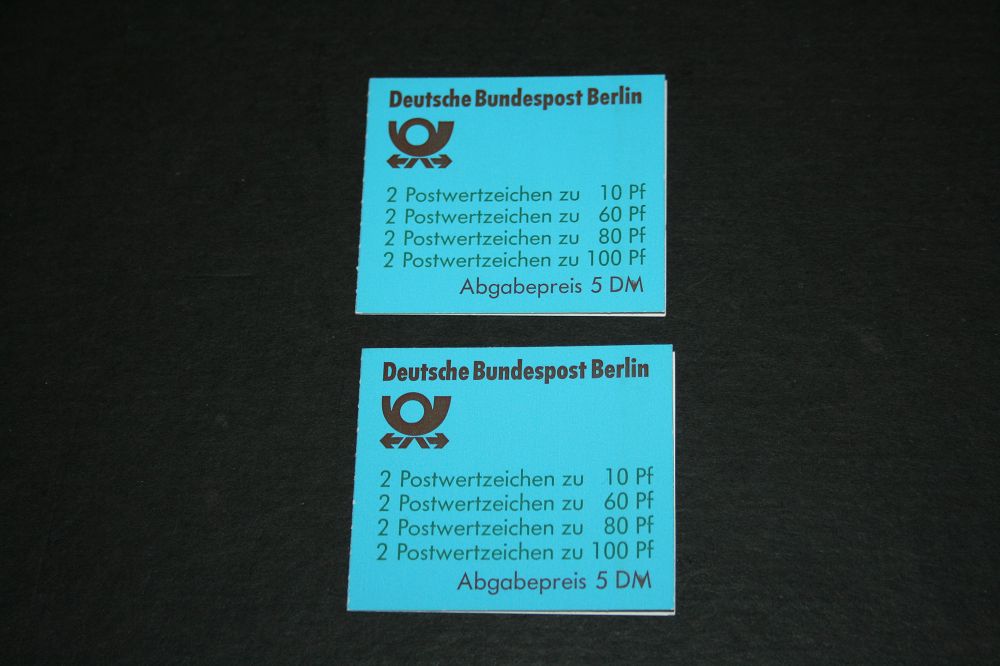 Deutsche Bundespost Berlin
2 Postwertzeichen zu 10 Pf
2 Postwertzeichen zu 60 Pf
2 Postwertzeichen zu 80 Pf
2 Postwertzeichen zu 100 Pf
Abgabepreis 5 DM
Deutsche Bundespost Berlin
2 Postwertzeichen zu 10 Pf
2 Postwertzeichen zu 60 Pf
2 Postwertzeichen zu 80 Pf
2 Postwertzeichen zu 100 Pf
Abgabepreis 5 DM